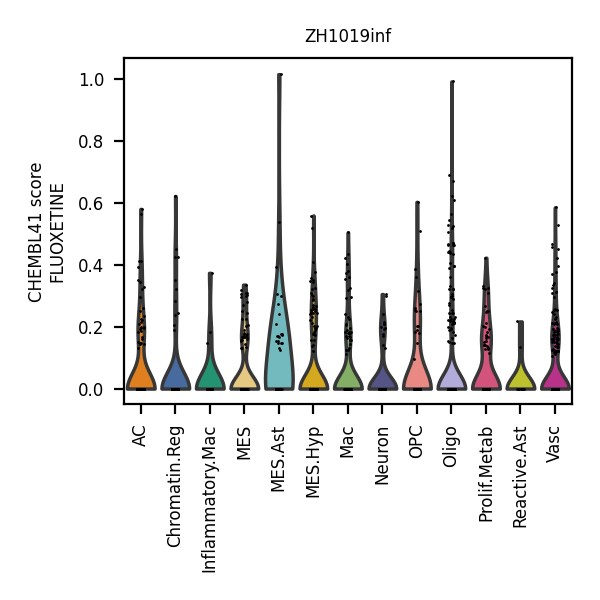 ZH1019inf
CHEMBL41 score
FLUOXETINE
1.0
0.8
0.6
0.4
0.2
0.0
AC
Chromatin.Reg
Inflammatory.Mac
MES
MES.Ast
MES.Hyp
Mac
Neuron
OPC
Oligo
Prolif.Metab
Reactive.Ast
Vasc